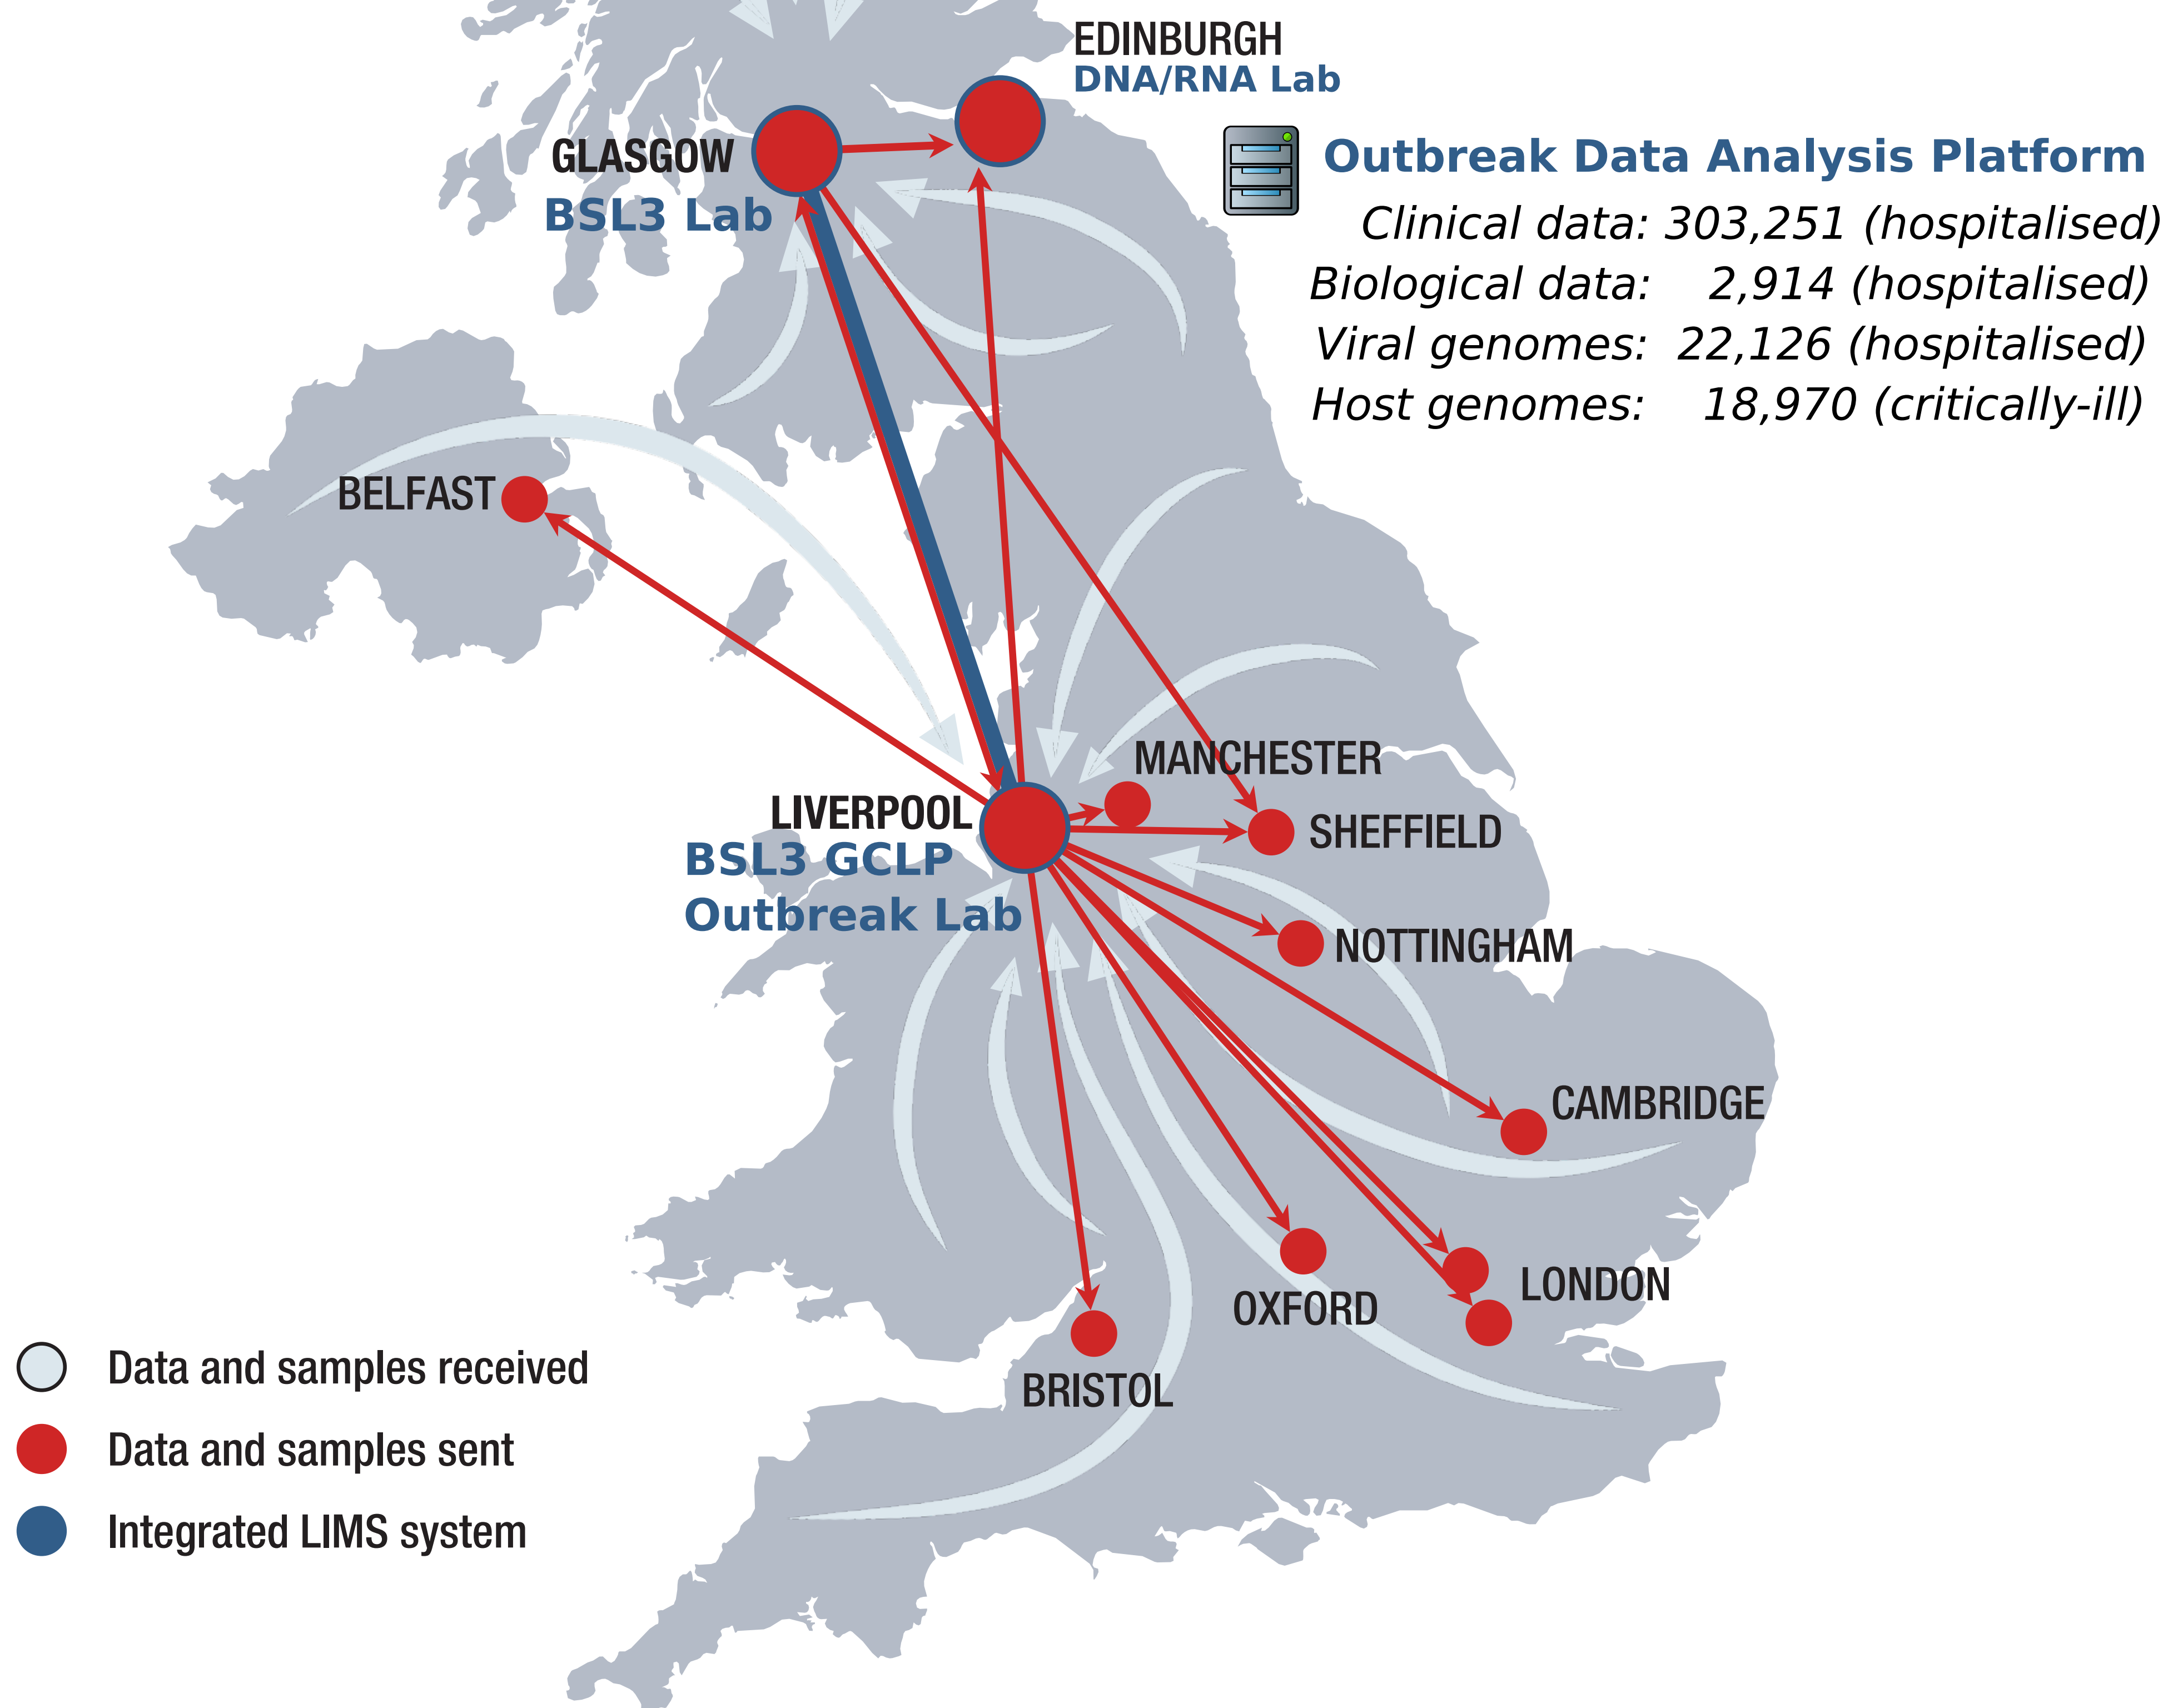 EDINBURGH
DNA/RNA Lab
GLASGOW
BSL3 Lab
Outbreak Data Analysis Platform
Clinical data: 303,251 (hospitalised)
Biological data: 2,914 (hospitalised)
Viral genomes: 22,126 (hospitalised)
Host genomes: 18,970 (critically-ill)
BELFAST
MANCHESTER
LIVERPOOL
BSL3 GCLP
Outbreak Lab
SHEFFIELD
NOTTINGHAM
CAMBRIDGE
LONDON
OXFORD
BRISTOL
Data and samples received
Data and samples sent
Integrated LIMS system